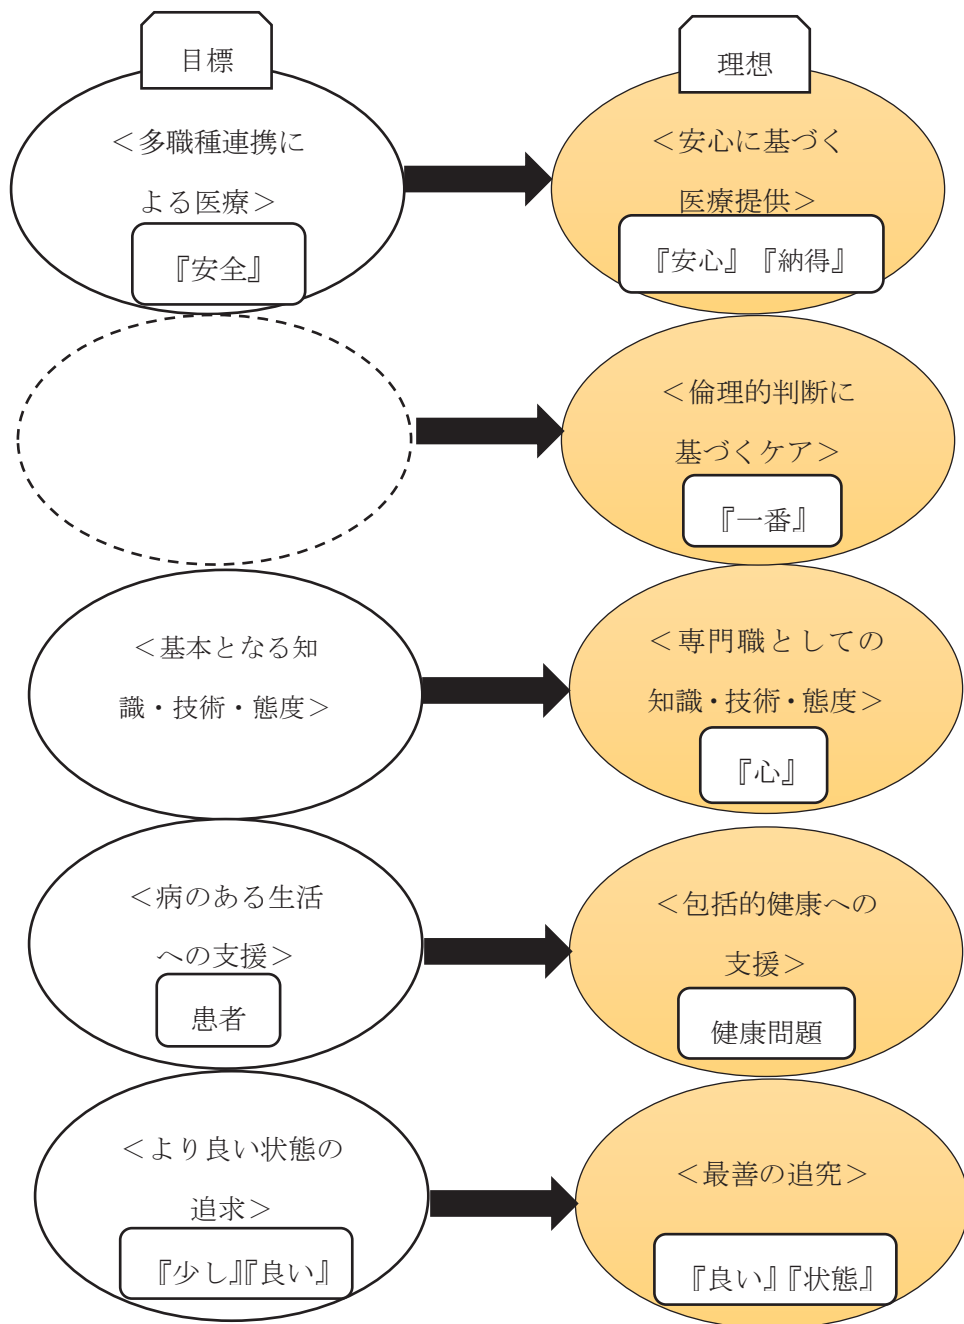 目標
＜多職種連携に
よる医療＞
『安全』
理想
＜安心に基づく
医療提供＞
『安心』『納得』
＜倫理的判断に
基づくケア＞
『一番』
＜基本となる知
識・技術・態度＞
＜専門職としての
知識・技術・態度＞
『心』
＜病のある生活
への支援＞
患者
＜包括的健康への
支援＞
健康問題
＜より良い状態の
追求＞
『少し』『良い』
＜最善の追究＞
『良い』『状態』